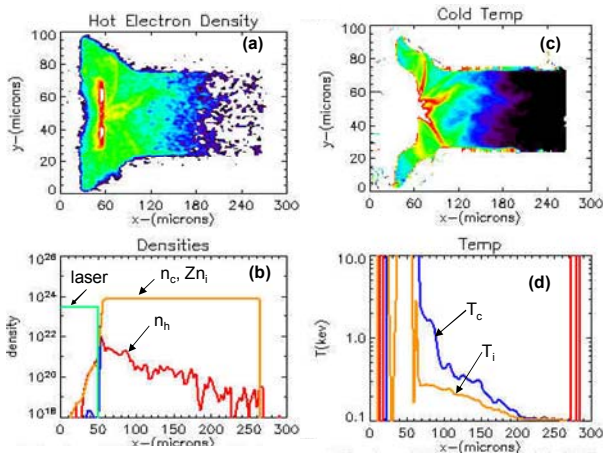 Hot Electron Density
(a)
y-(microns)
100
80
60
40
20
0
0 60 120 180 240 300
x-(microns)
Cold Temp
(c)
y-(microns)
100
80
60
40
20
0
0 60 120 180 240 300
x-(microns)
Densities
(b)
laser
n_c, Zn_i
n_h
density
10^26
10^24
10^22
10^20
10^18
0 50 100 150 200 250 300
x-(microns)
Temp
(d)
T_c
T_i
T(kev)
10.0
1.0
0.1
0 50 100 150 200 250 300
x-(microns)